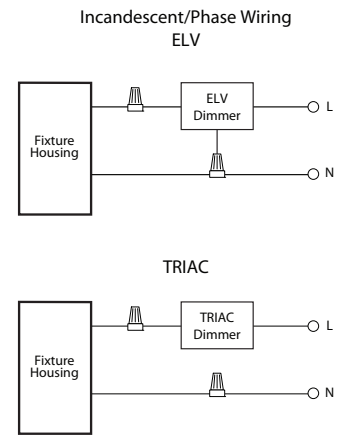 Incandescent/Phase Wiring
ELV
ELV
Dimmer
L
Fixture
Housing
N
TRIAC
TRIAC
Dimmer
L
Fixture
Housing
N